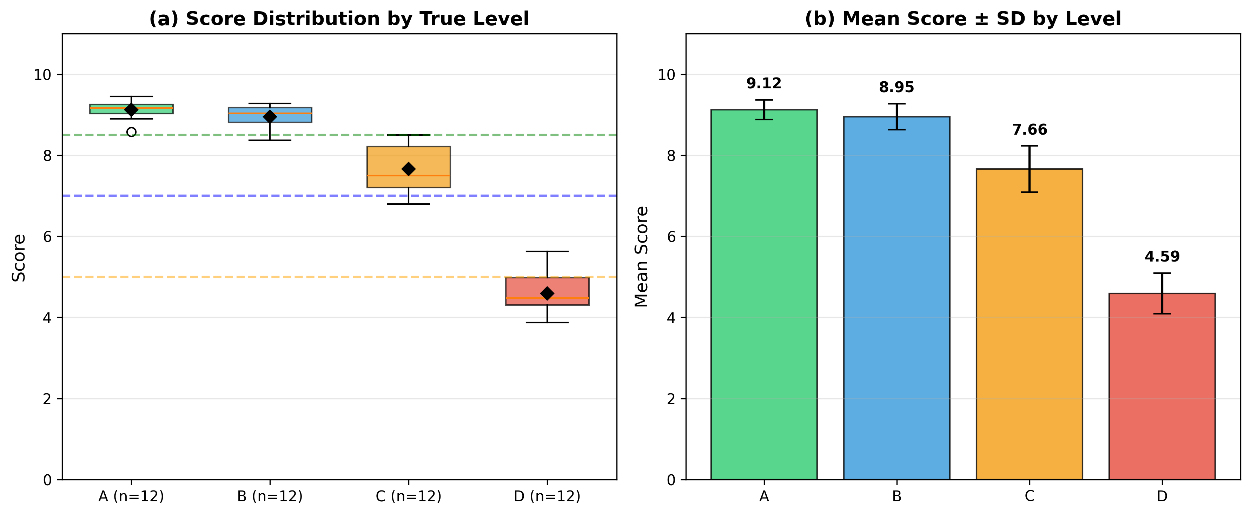 (a) Score Distribution by True Level
Score
10
8
6
4
2
0
A (n=12)
B (n=12)
C (n=12)
D (n=12)
(b) Mean Score ± SD by Level
Mean Score
10
8
6
4
2
0
9.12
8.95
7.66
4.59
A
B
C
D